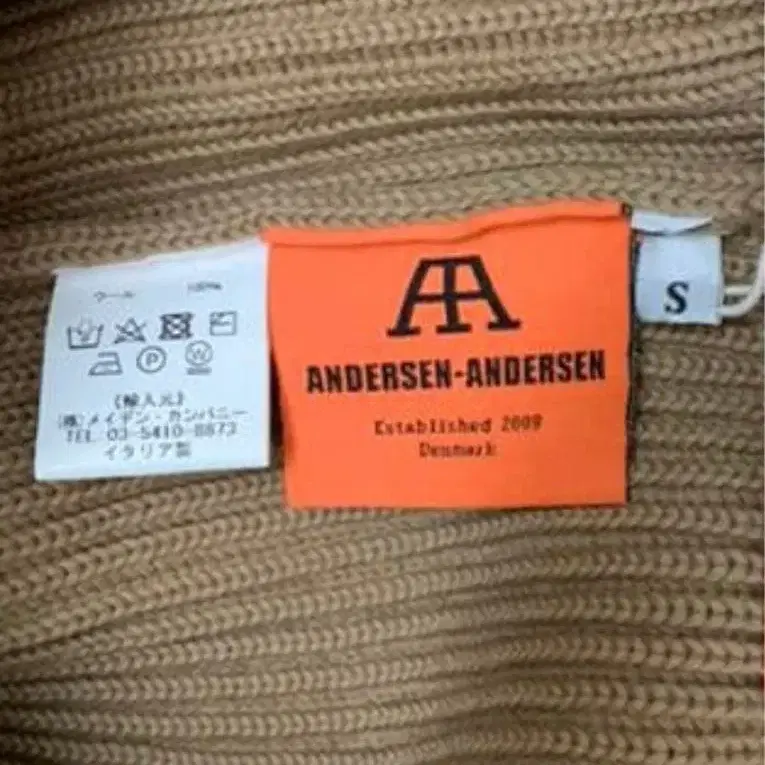 ウール 100%
P W
《輸入元》
(株)メイデン・カンパニー
TEL 03-5410-8873
イタリア製
AA
ANDERSEN-ANDERSEN
Established 2009
Denmark
S